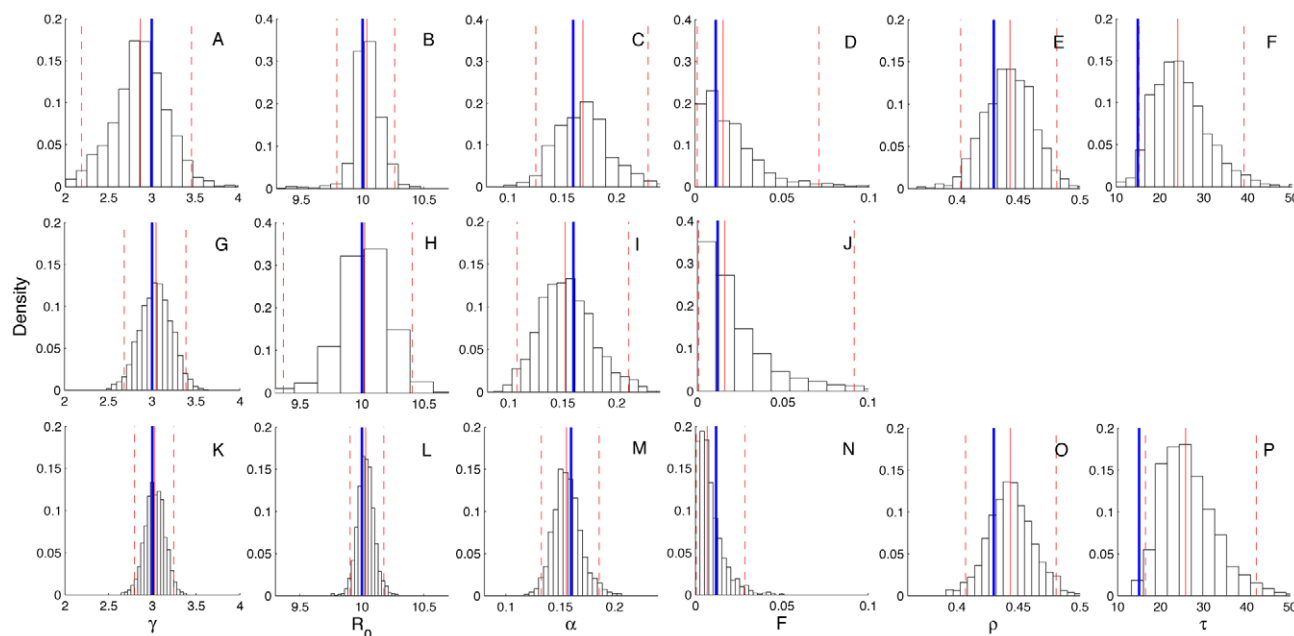 0.2 0.4 0.4 0.4 0.2 0.2
A B C D E F
0.15 0.3 0.3 0.3 0.15 0.15
0.1 0.2 0.2 0.2 0.1 0.1
0.05 0.1 0.1 0.1 0.05 0.05
0 0 0 0 0 0
2 2.5 3 3.5 4 9.5 10 10.5 0.1 0.15 0.2 0 0.05 0.1 0.4 0.45 0.5 10 20 30 40 50
0.2 0.4 0.2 0.4
G H I J
0.15 0.3 0.15 0.3
Density
0.1 0.2 0.1 0.2
0.05 0.1 0.05 0.1
0 0 0 0
2 2.5 3 3.5 4 9.5 10 10.5 0.1 0.15 0.2 0 0.05 0.1
0.2 0.2 0.2 0.2 0.2 0.2
K L M N O P
0.15 0.15 0.15 0.15 0.15 0.15
0.1 0.1 0.1 0.1 0.1 0.1
0.05 0.05 0.05 0.05 0.05 0.05
0 0 0 0 0 0
2 2.5 3 3.5 4 9.5 10 10.5 0.1 0.15 0.2 0 0.05 0.1 0.4 0.45 0.5 10 20 30 40 50
γ R0 α F ρ τ